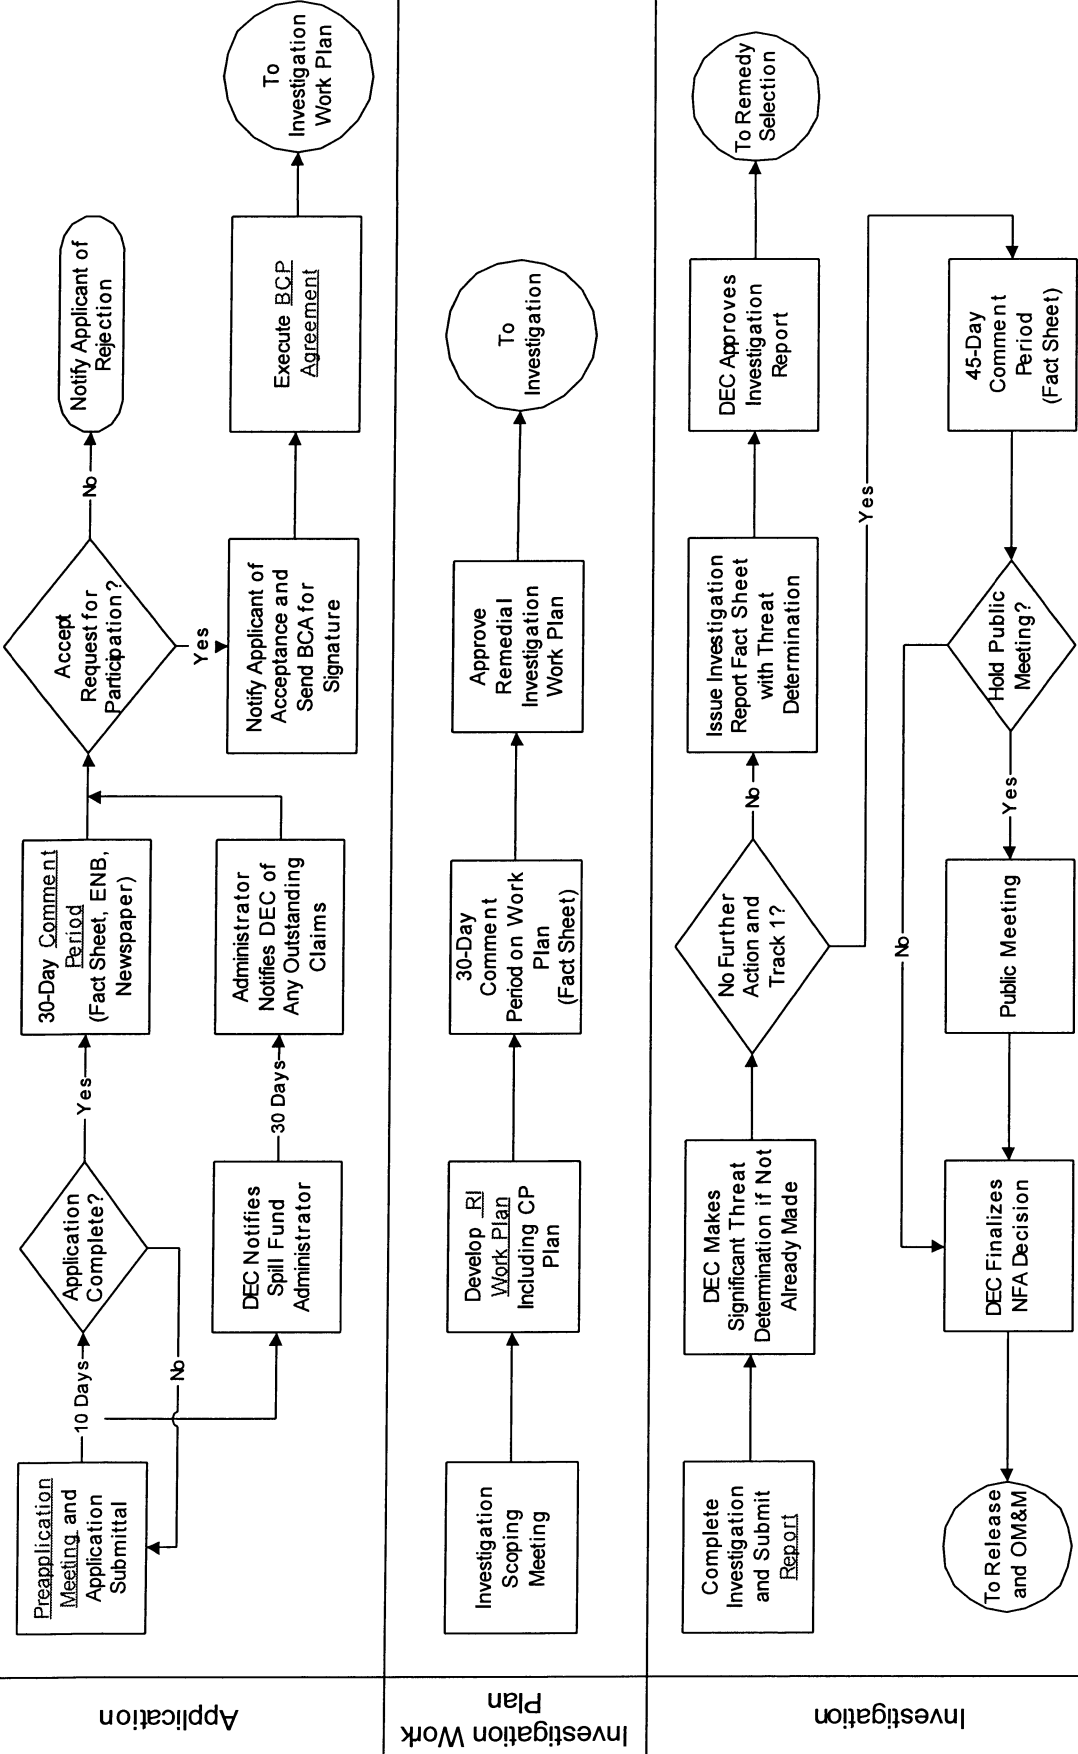 Application
Preapplication
Meeting and
Application
Submittal
10 Days
Application
Complete?
Yes
No
30-Day Comment
Period
(Fact Sheet, ENB,
Newspaper)
DEC Notifies
Spill Fund
Administrator
30 Days
Administrator
Notifies DEC of
Any Outstanding
Claims
Accept
Request for
Participation?
No
Notify Applicant of
Rejection
Yes
Notify Applicant of
Acceptance and
Send BCA for
Signature
Execute BCP
Agreement
To
Investigation
Work Plan
Investigation Work
Plan
Investigation
Scoping
Meeting
Develop RI
Work Plan
Including CP
Plan
30-Day
Comment
Period on Work
Plan
(Fact Sheet)
Approve
Remedial
Investigation
Work Plan
To
Investigation
Investigation
Complete
Investigation
and Submit
Report
DEC Makes
Significant Threat
Determination if Not
Already Made
No Further
Action and
Track 1?
No
Issue Investigation
Report Fact Sheet
with Threat
Determination
DEC Approves
Investigation
Report
To Remedy
Selection
Yes
45-Day
Comment
Period
(Fact Sheet)
Hold Public
Meeting?
No
Yes
Public Meeting
DEC Finalizes
NFA Decision
To Release
and OM&M